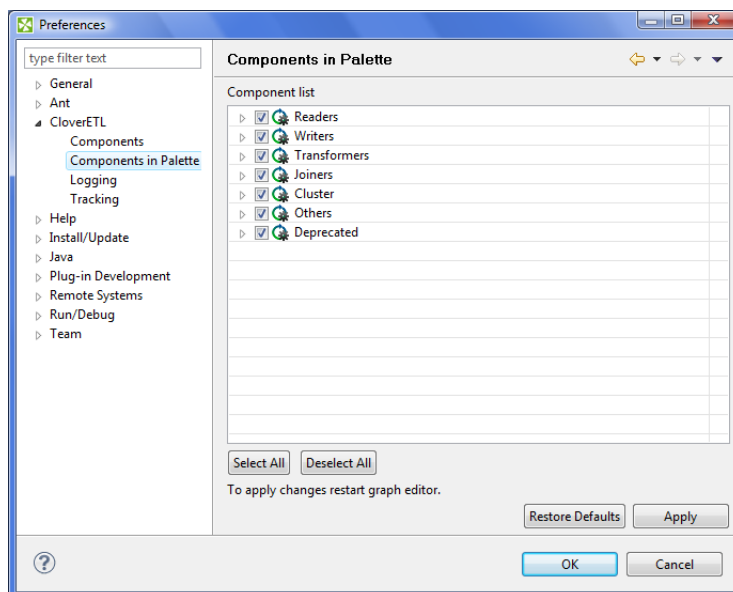 Preferences
type filter text
General
Ant
CloverETL
Components
Components in Palette
Logging
Tracking
Help
Install/Update
Java
Plug-in Development
Remote Systems
Run/Debug
Team
Components in Palette
Component list
Readers
Writers
Transformers
Joiners
Cluster
Others
Deprecated
Select All Deselect All
To apply changes restart graph editor.
Restore Defaults Apply
? OK Cancel